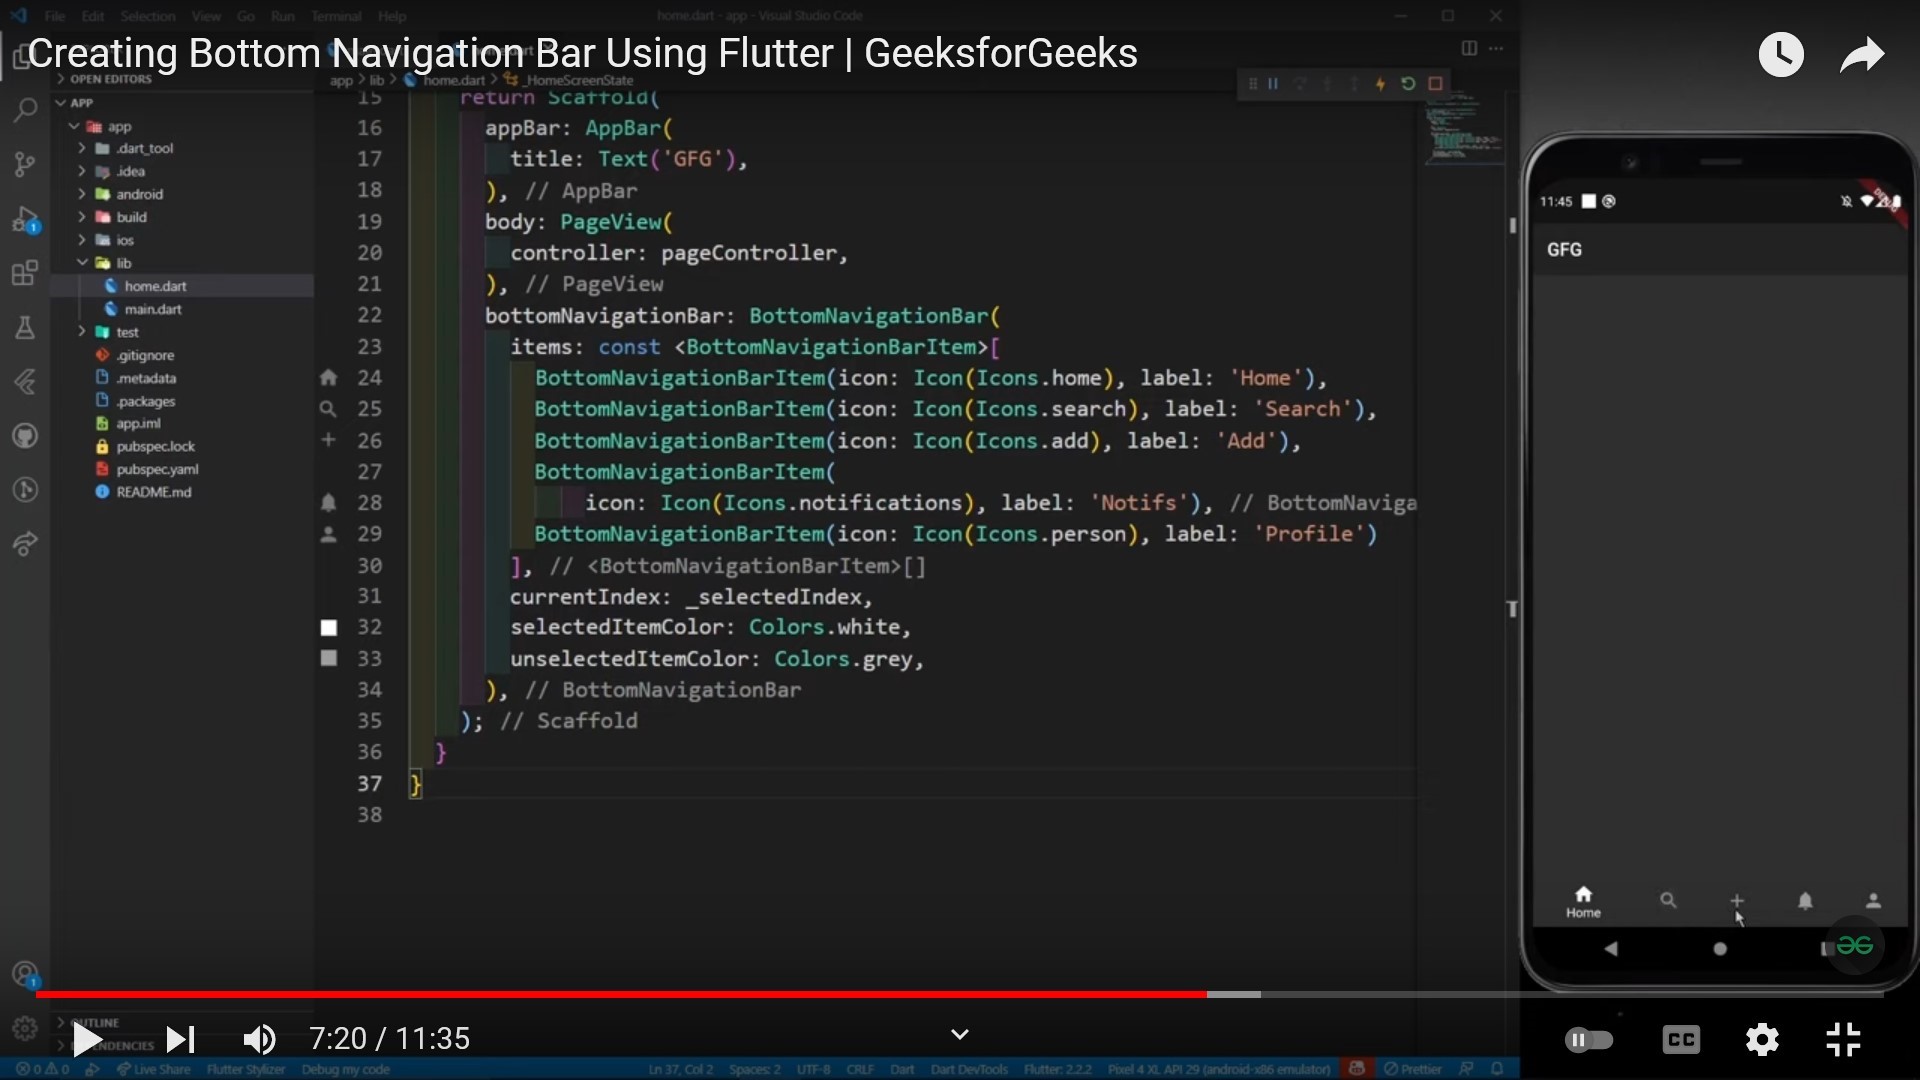 File Edit Selection View Go Run Terminal Help
home.dart - app - Visual Studio Code
Creating Bottom Navigation Bar Using Flutter | GeeksforGeeks
OPEN EDITORS
APP
app
.dart_tool
.idea
android
build
ios
lib
home.dart
main.dart
test
.gitignore
.metadata
.packages
app.iml
pubspec.lock
pubspec.yaml
README.md
OUTLINE
app > lib > home.dart > _HomeScreenState
15 return Scaffold(
16 appBar: AppBar(
17 title: Text('GFG'),
18 ), // AppBar
19 body: PageView(
20 controller: pageController,
21 ), // PageView
22 bottomNavigationBar: BottomNavigationBar(
23 items: const <BottomNavigationBarItem>[
24 BottomNavigationBarItem(icon: Icon(Icons.home), label: 'Home'),
25 BottomNavigationBarItem(icon: Icon(Icons.search), label: 'Search'),
26 BottomNavigationBarItem(icon: Icon(Icons.add), label: 'Add'),
27 BottomNavigationBarItem(
28 icon: Icon(Icons.notifications), label: 'Notifs'), // BottomNaviga
29 BottomNavigationBarItem(icon: Icon(Icons.person), label: 'Profile')
30 ], // <BottomNavigationBarItem>[]
31 currentIndex: _selectedIndex,
32 selectedItemColor: Colors.white,
33 unselectedItemColor: Colors.grey,
34 ), // BottomNavigationBar
35 ); // Scaffold
36 }
37 }
38
11:45
GFG
Home
7:20 / 11:35
CC
0 0 Live Share Flutter Stylizer Debug my code
Ln 37, Col 2 Spaces: 2 UTF-8 CRLF Dart Dart DevTools Flutter: 2.2.2 Pixel 4 XL API 29 (android-x86 emulator) Prettier